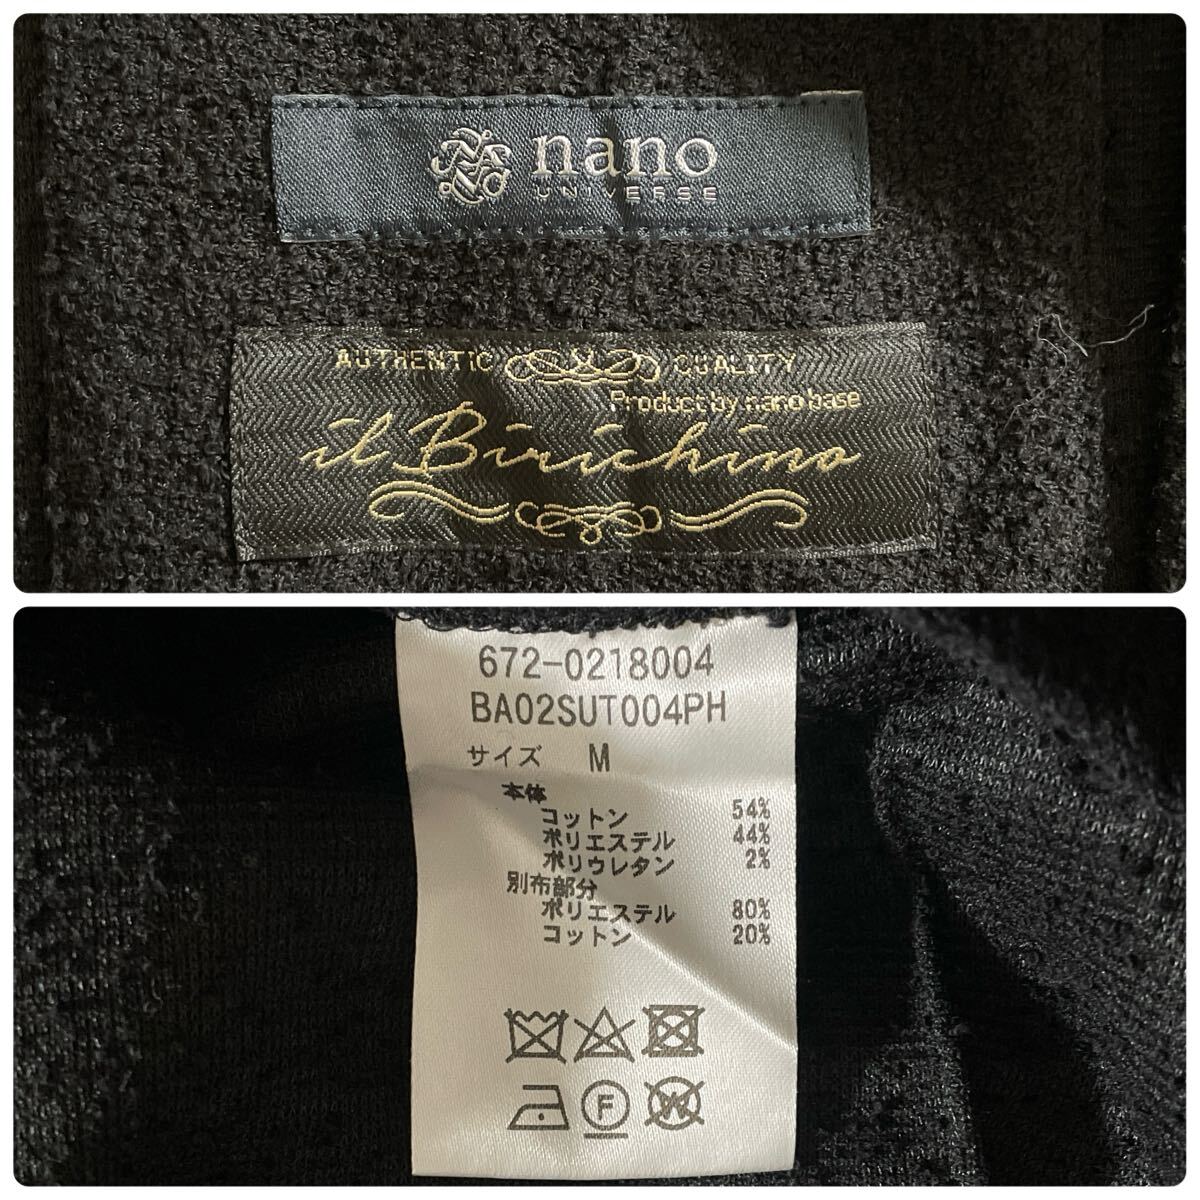 nano
UNIVERSE
AUTHENTIC QUALITY
Product by nano base
il Birichino
672-0218004
BA02SUT004PH
サイズ M
本体
コットン 54%
ポリエステル 44%
ポリウレタン 2%
別布部分
ポリエステル 80%
コットン 20%
F
W